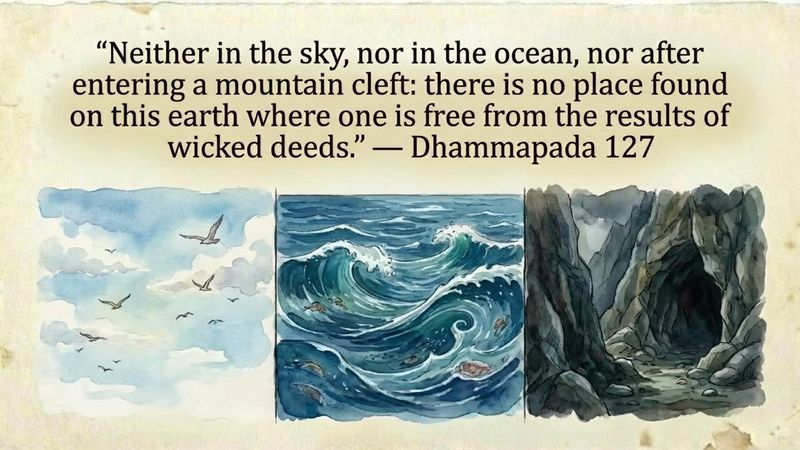 “Neither in the sky, nor in the ocean, nor after
entering a mountain cleft: there is no place found
on this earth where one is free from the results of
wicked deeds.” — Dhammapada 127